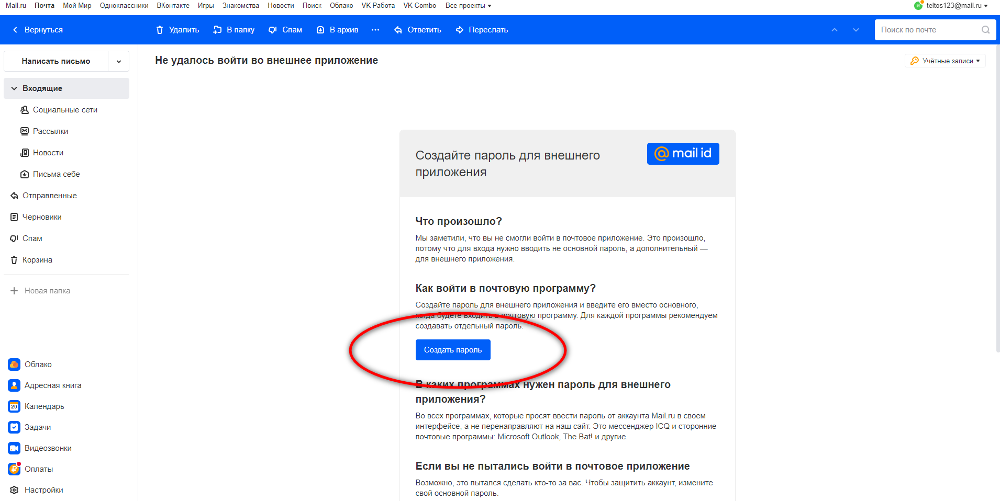 Mail.ru Почта Мой Мир Одноклассники ВКонтакте Игры Знакомства Новости Поиск Облако VK Работа VK Combo Все проекты teltos123@mail.ru
Вернуться Удалить В папку Спам В архив Ответить Переслать Поиск по почте
Написать письмо
Входящие
Социальные сети
Рассылки
Новости
Письма себе
Отправленные
Черновики
Спам
Корзина
Новая папка
Облако
Адресная книга
20 Календарь
Задачи
Видеозвонки
Оплаты
Настройки
Не удалось войти во внешнее приложение
Учётные записи
Создайте пароль для внешнего
приложения
@ mail id
Что произошло?
Мы заметили, что вы не смогли войти в почтовое приложение. Это произошло,
потому что для входа нужно вводить не основной пароль, а дополнительный —
для внешнего приложения.
Как войти в почтовую программу?
Создайте пароль для внешнего приложения и введите его вместо основного,
когда будете входить в почтовую программу. Для каждой программы рекомендуем
создавать отдельный пароль.
Создать пароль
В каких программах нужен пароль для внешнего
приложения?
Во всех программах, которые просят ввести пароль от аккаунта Mail.ru в своем
интерфейсе, а не перенаправляют на наш сайт. Это мессенджер ICQ и сторонние
почтовые программы: Microsoft Outlook, The Bat! и другие.
Если вы не пытались войти в почтовое приложение
Возможно, это пытался сделать кто-то за вас. Чтобы защитить аккаунт, измените
свой основной пароль.